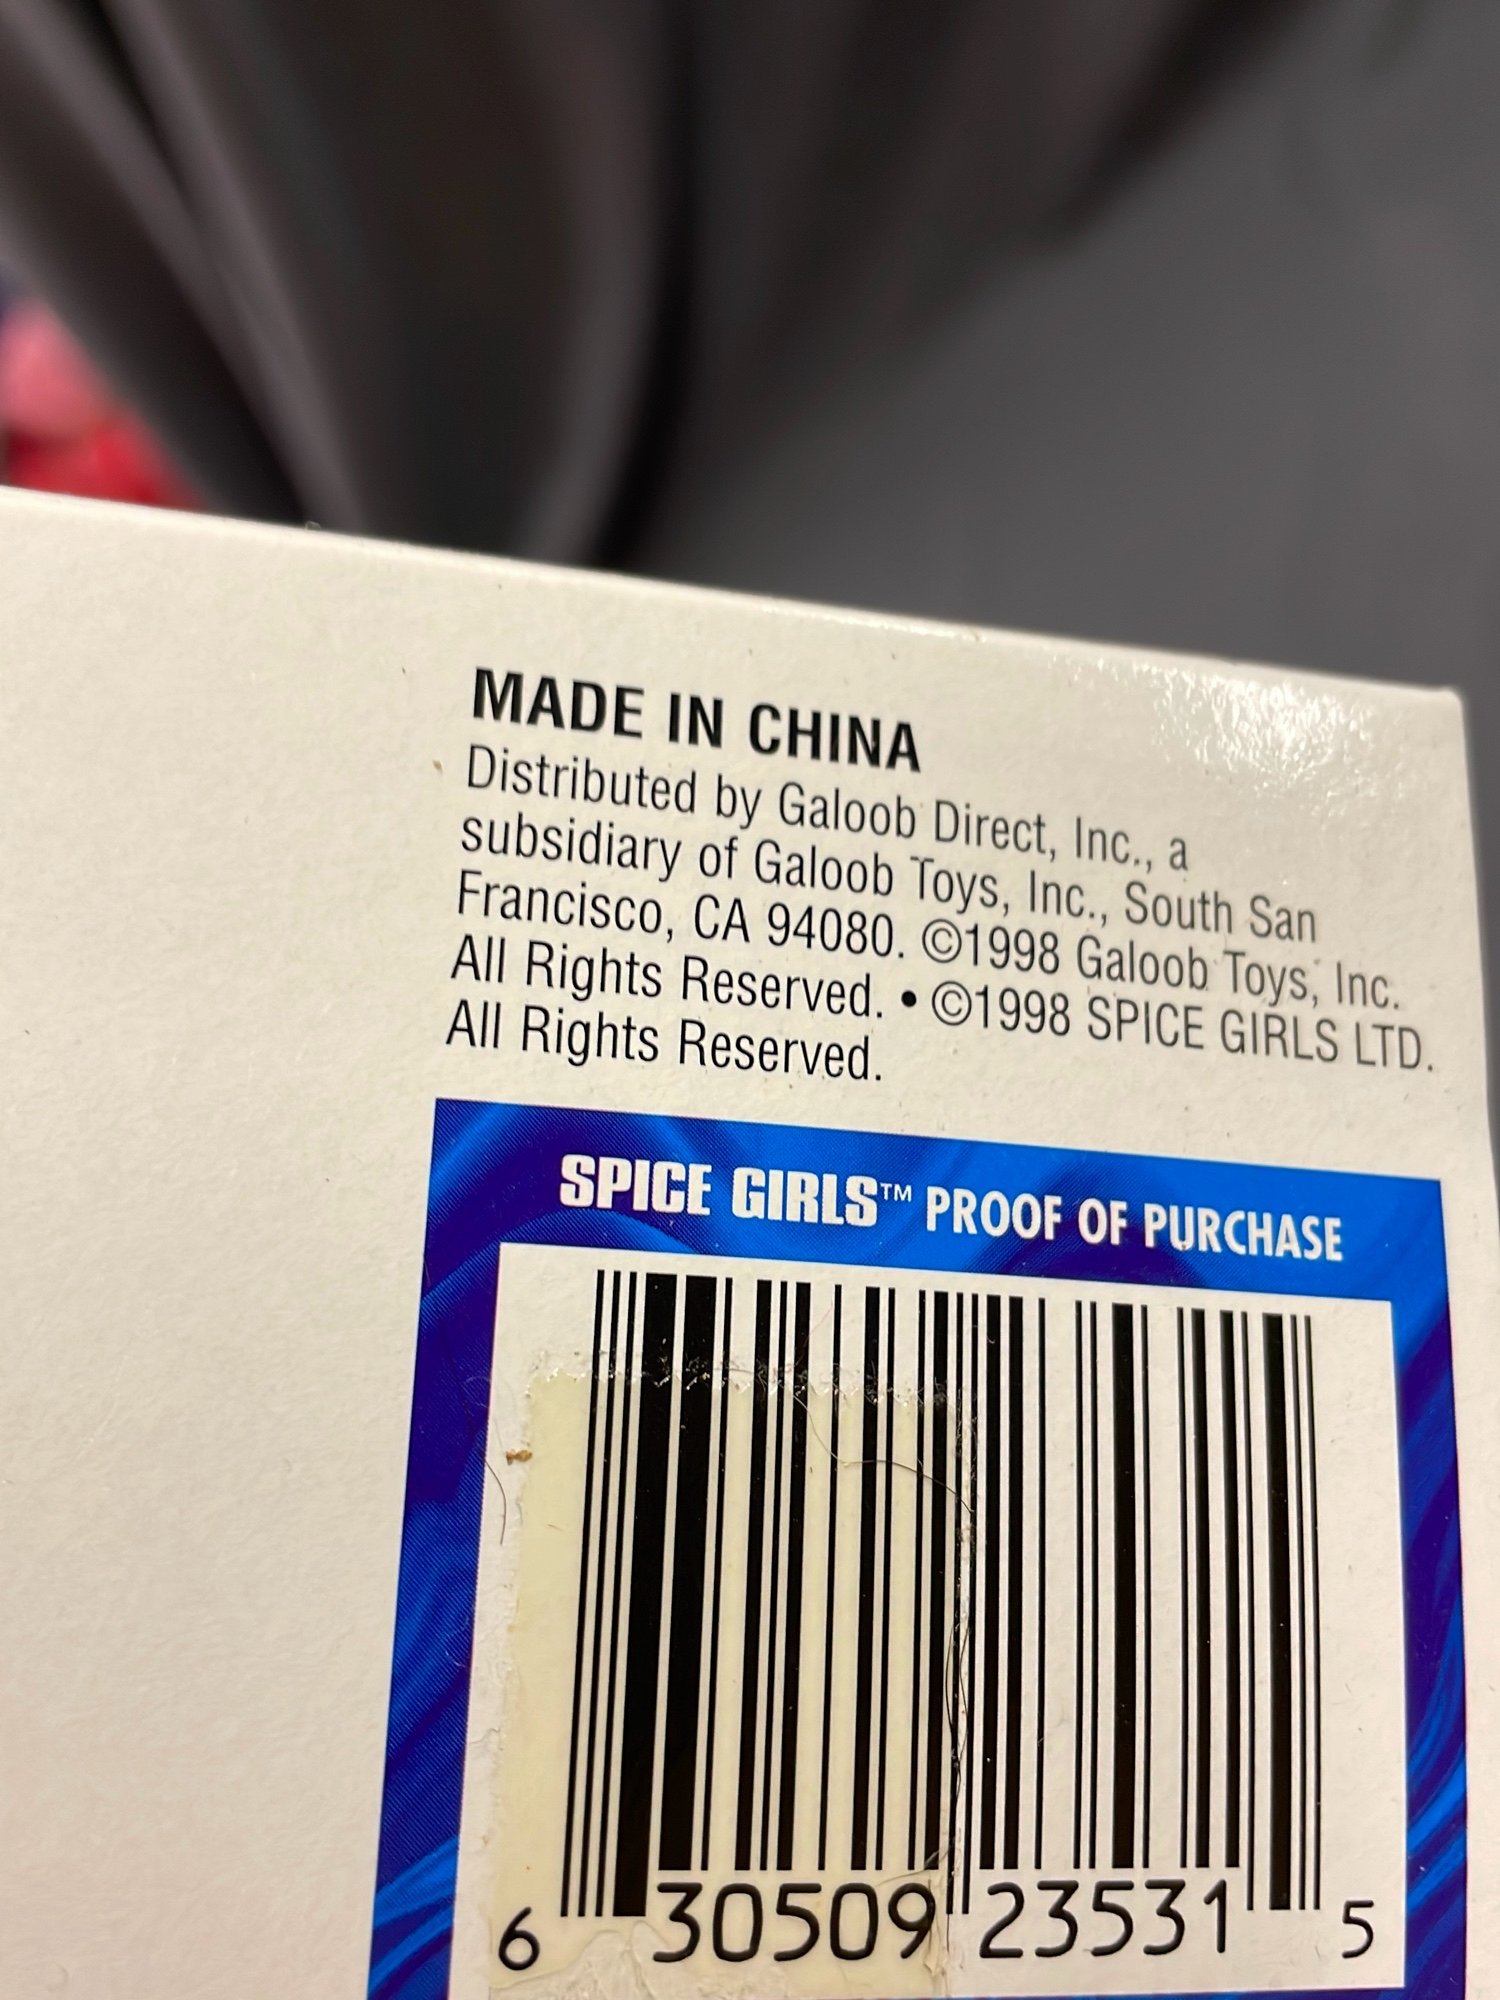 MADE IN CHINA
Distributed by Galoob Direct, Inc., a
subsidiary of Galoob Toys, Inc., South San
Francisco, CA 94080. ©1998 Galoob Toys, Inc.
All Rights Reserved. • ©1998 SPICE GIRLS LTD.
All Rights Reserved.
SPICE GIRLS™ PROOF OF PURCHASE
6 30509 23531 5